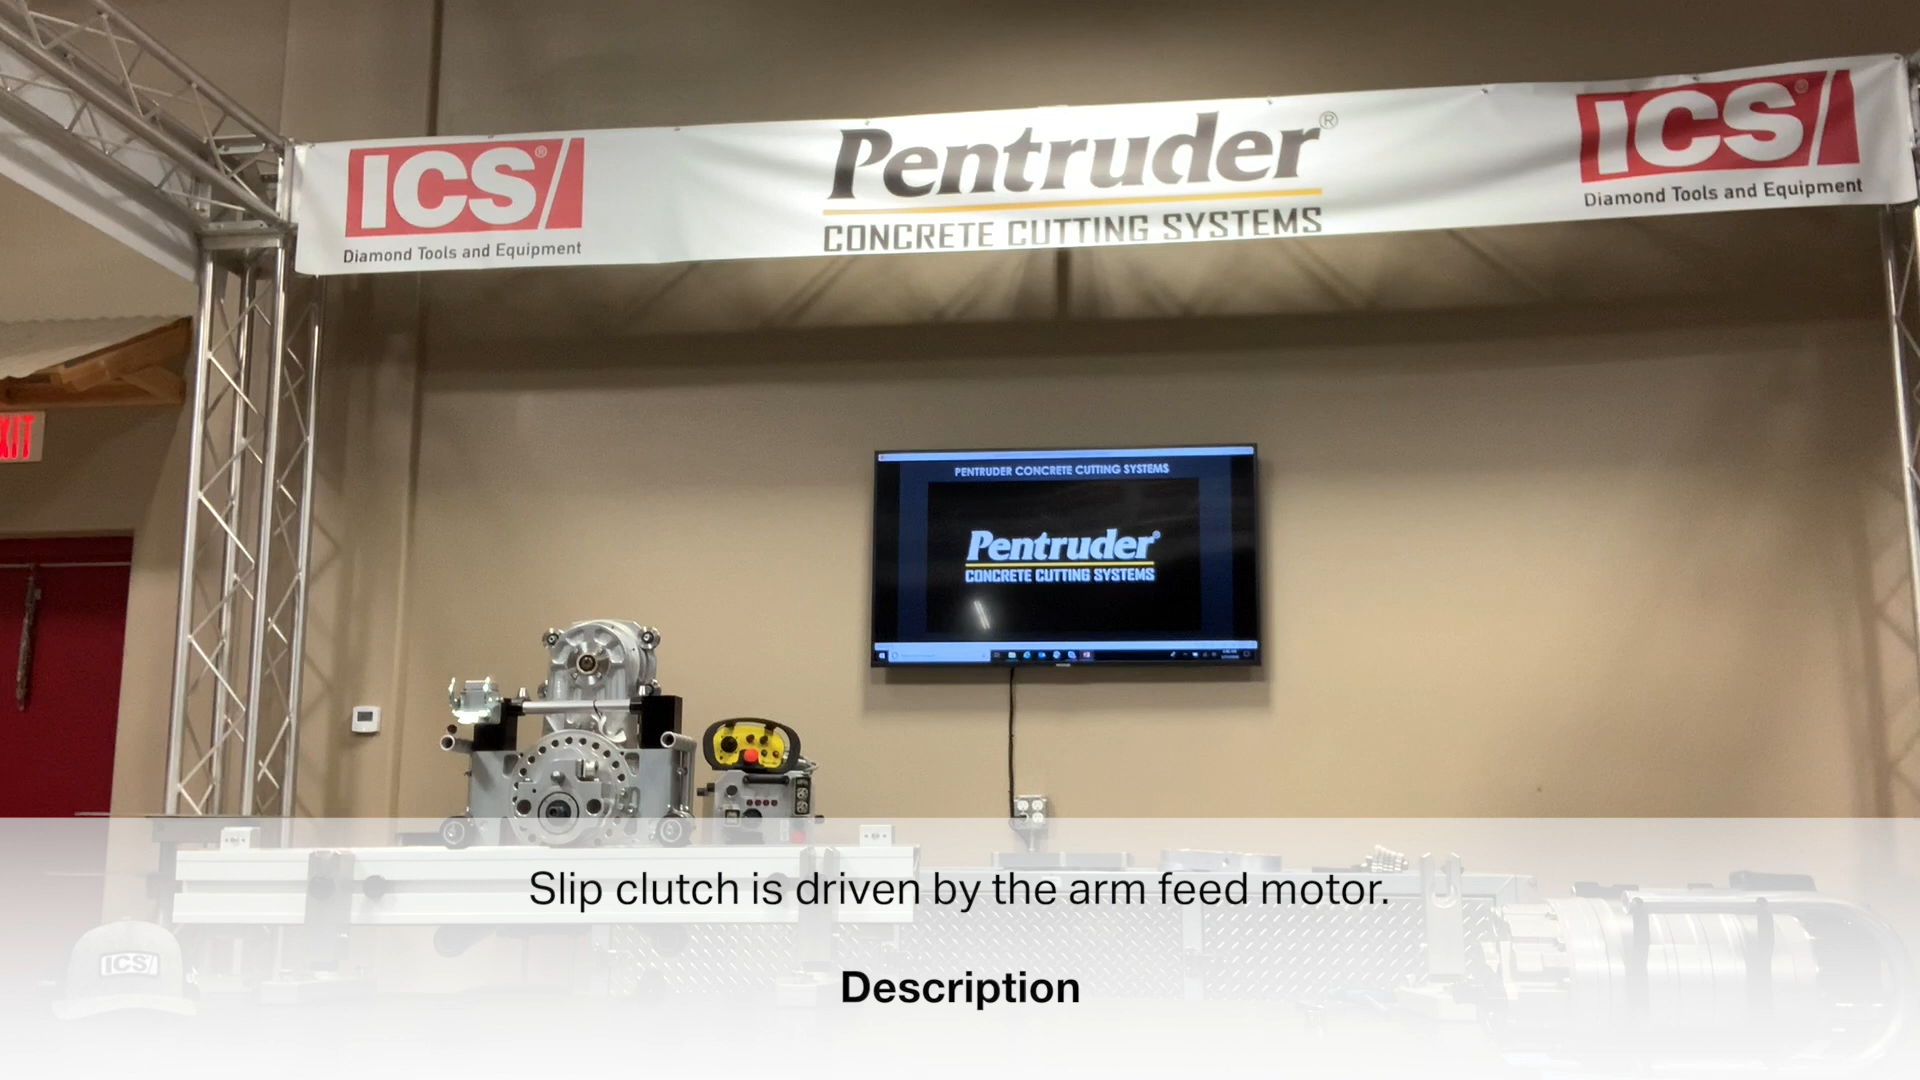 ICS®
Diamond Tools and Equipment
Pentruder®
CONCRETE CUTTING SYSTEMS
ICS®
Diamond Tools and Equipment
EXIT
PENTRUDER CONCRETE CUTTING SYSTEMS
Pentruder®
CONCRETE CUTTING SYSTEMS
Slip clutch is driven by the arm feed motor.
ICS
Description